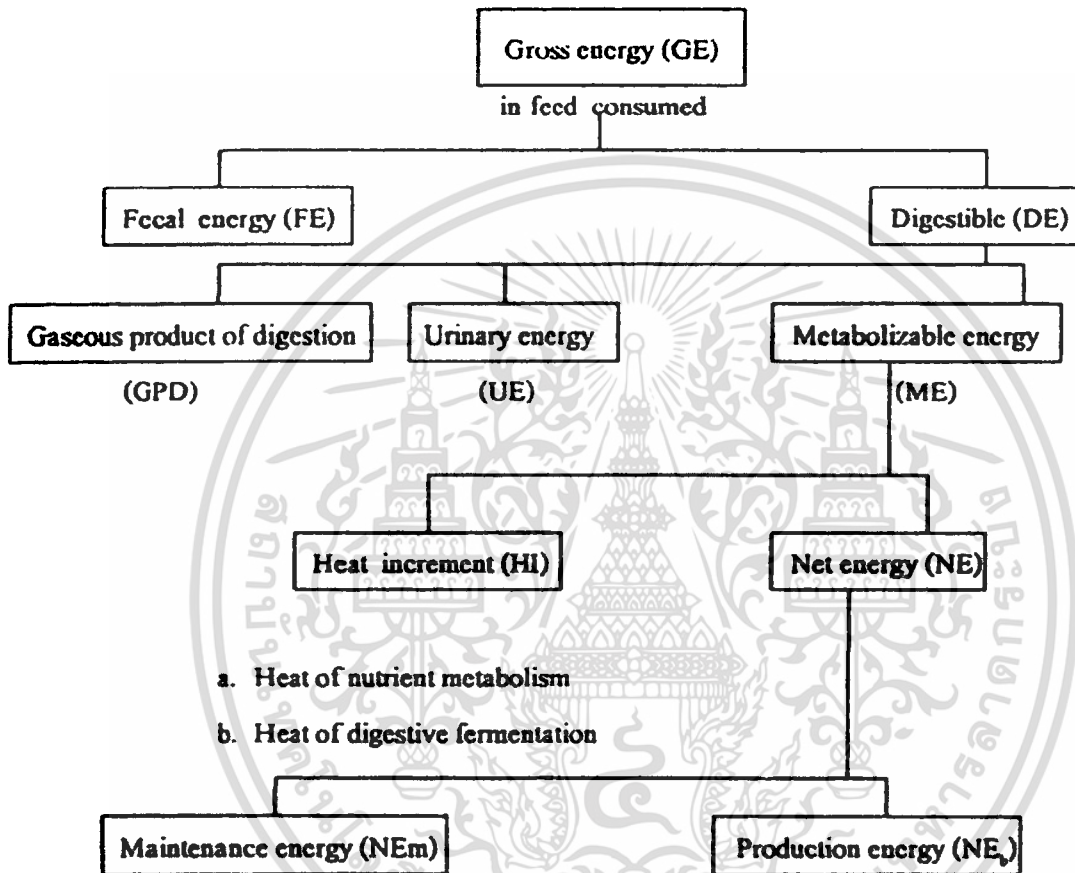 Gross energy (GE)
in feed consumed
Fecal energy (FE)
Digestible (DE)
Gaseous product of digestion
Urinary energy
Metabolizable energy
(GPD)
(UE)
(ME)
Heat increment (HI)
Net energy (NE)
a. Heat of nutrient metabolism
b. Heat of digestive fermentation
Maintenance energy (NEm)
Production energy (NEb)